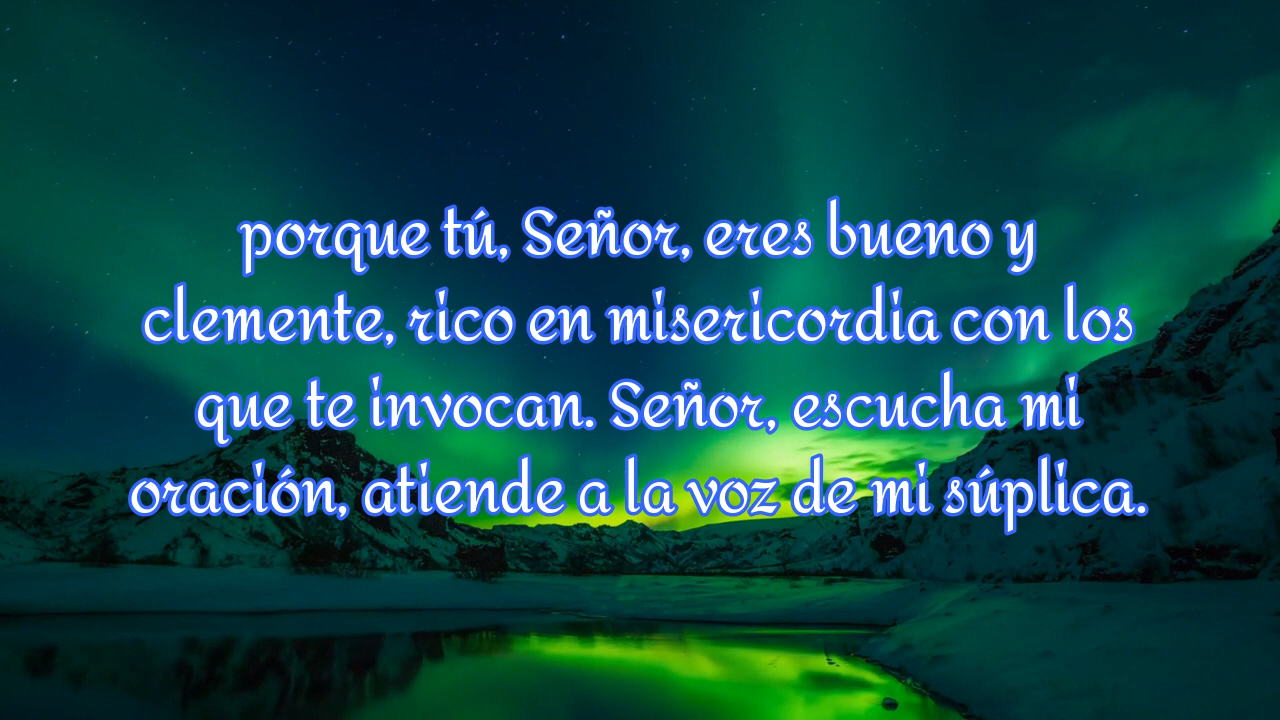 porque tú, Señor, eres bueno y
clemente, rico en misericordia con los
que te invocan. Señor, escucha mi
oración, atiende a la voz de mi súplica.